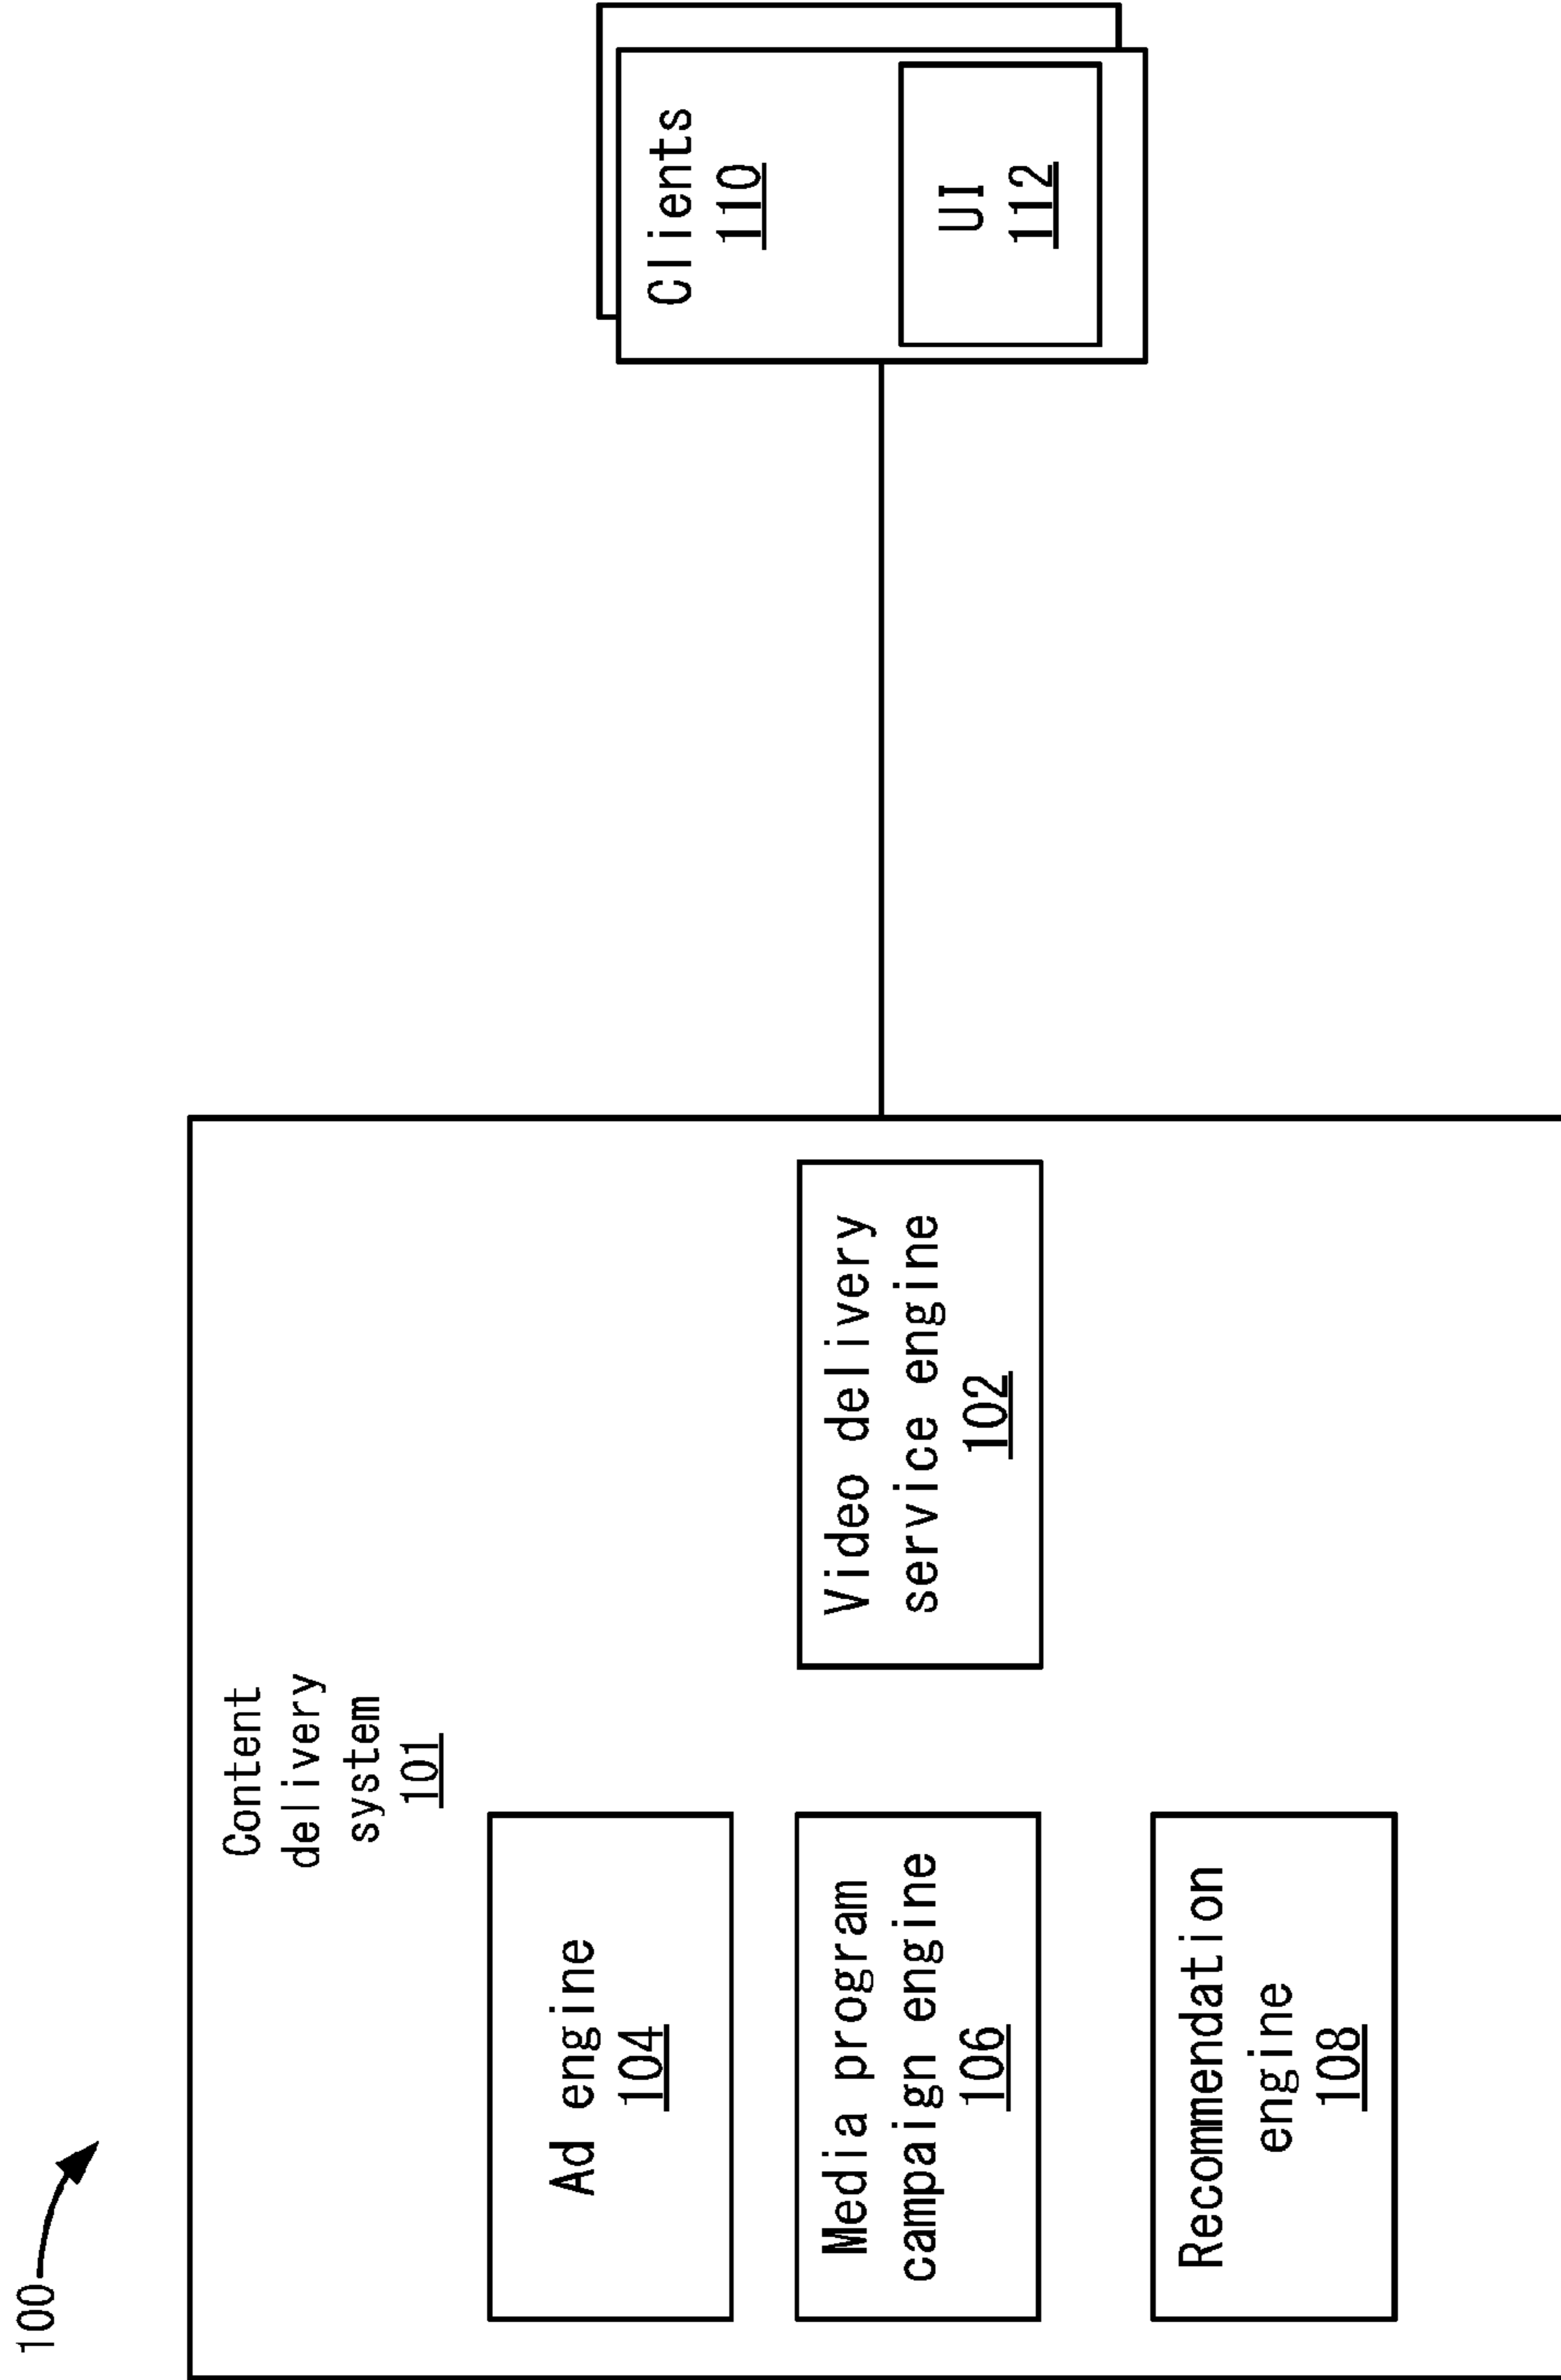 100
Content
delivery
system
101
Ad engine
104
Media program
campaign engine
106
Recommendation
engine
108
Video delivery
service engine
102
Clients
110
UI
112